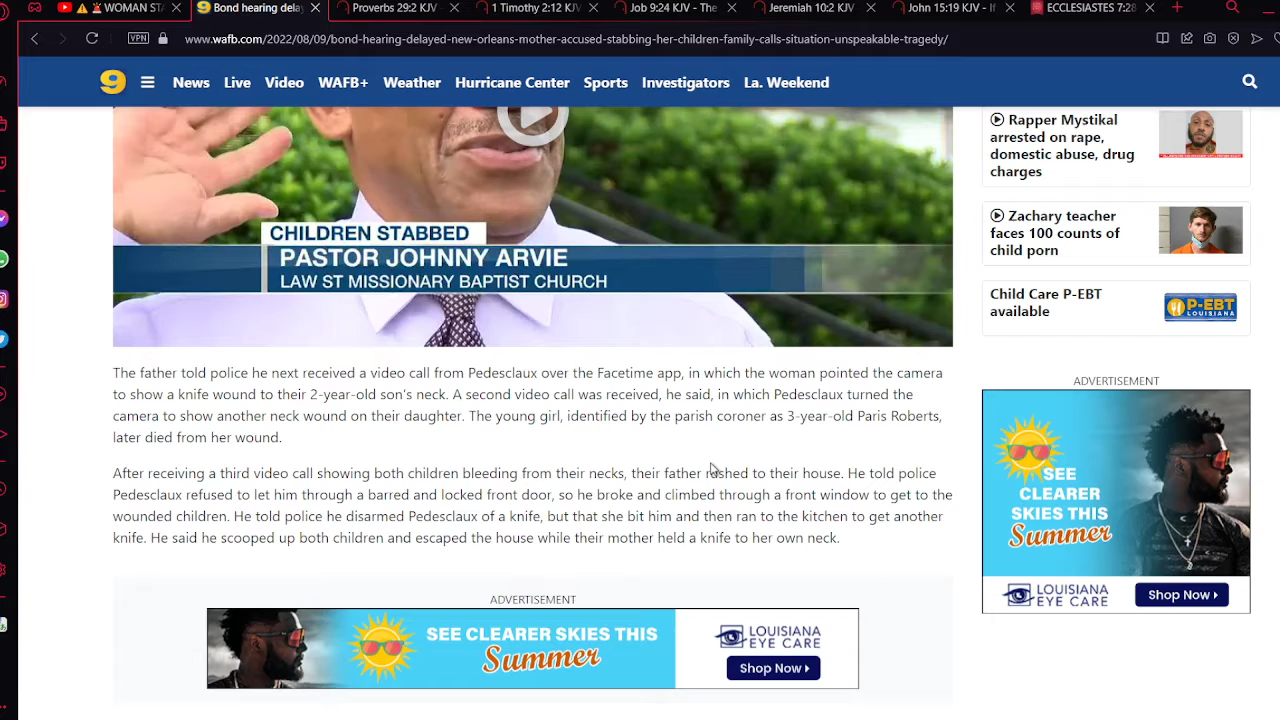 WOMAN ST
Bond hearing dela
Proverbs 29:2 KJV -
1 Timothy 2:12 KJV
Job 9:24 KJV - The
Jeremiah 10:2 KJV
John 15:19 KJV - If
ECCLESIASTES 7:28
VPN
www.wafb.com/2022/08/09/bond-hearing-delayed-new-orleans-mother-accused-stabbing-her-children-family-calls-situation-unspeakable-tragedy/
9
News
Live
Video
WAFB+
Weather
Hurricane Center
Sports
Investigators
La. Weekend
CHILDREN STABBED
PASTOR JOHNNY ARVIE
LAW ST MISSIONARY BAPTIST CHURCH
The father told police he next received a video call from Pedesclaux over the Facetime app, in which the woman pointed the camera
to show a knife wound to their 2-year-old son's neck. A second video call was received, he said, in which Pedesclaux turned the
camera to show another neck wound on their daughter. The young girl, identified by the parish coroner as 3-year-old Paris Roberts,
later died from her wound.
After receiving a third video call showing both children bleeding from their necks, their father rushed to their house. He told police
Pedesclaux refused to let him through a barred and locked front door, so he broke and climbed through a front window to get to the
wounded children. He told police he disarmed Pedesclaux of a knife, but that she bit him and then ran to the kitchen to get another
knife. He said he scooped up both children and escaped the house while their mother held a knife to her own neck.
ADVERTISEMENT
SEE CLEARER SKIES THIS
Summer
LOUISIANA
EYE CARE
Shop Now
Rapper Mystikal
arrested on rape,
domestic abuse, drug
charges
Zachary teacher
faces 100 counts of
child porn
Child Care P-EBT
available
P-EBT
LOUISIANA
ADVERTISEMENT
SEE
CLEARER
SKIES THIS
Summer
LOUISIANA
EYE CARE
Shop Now